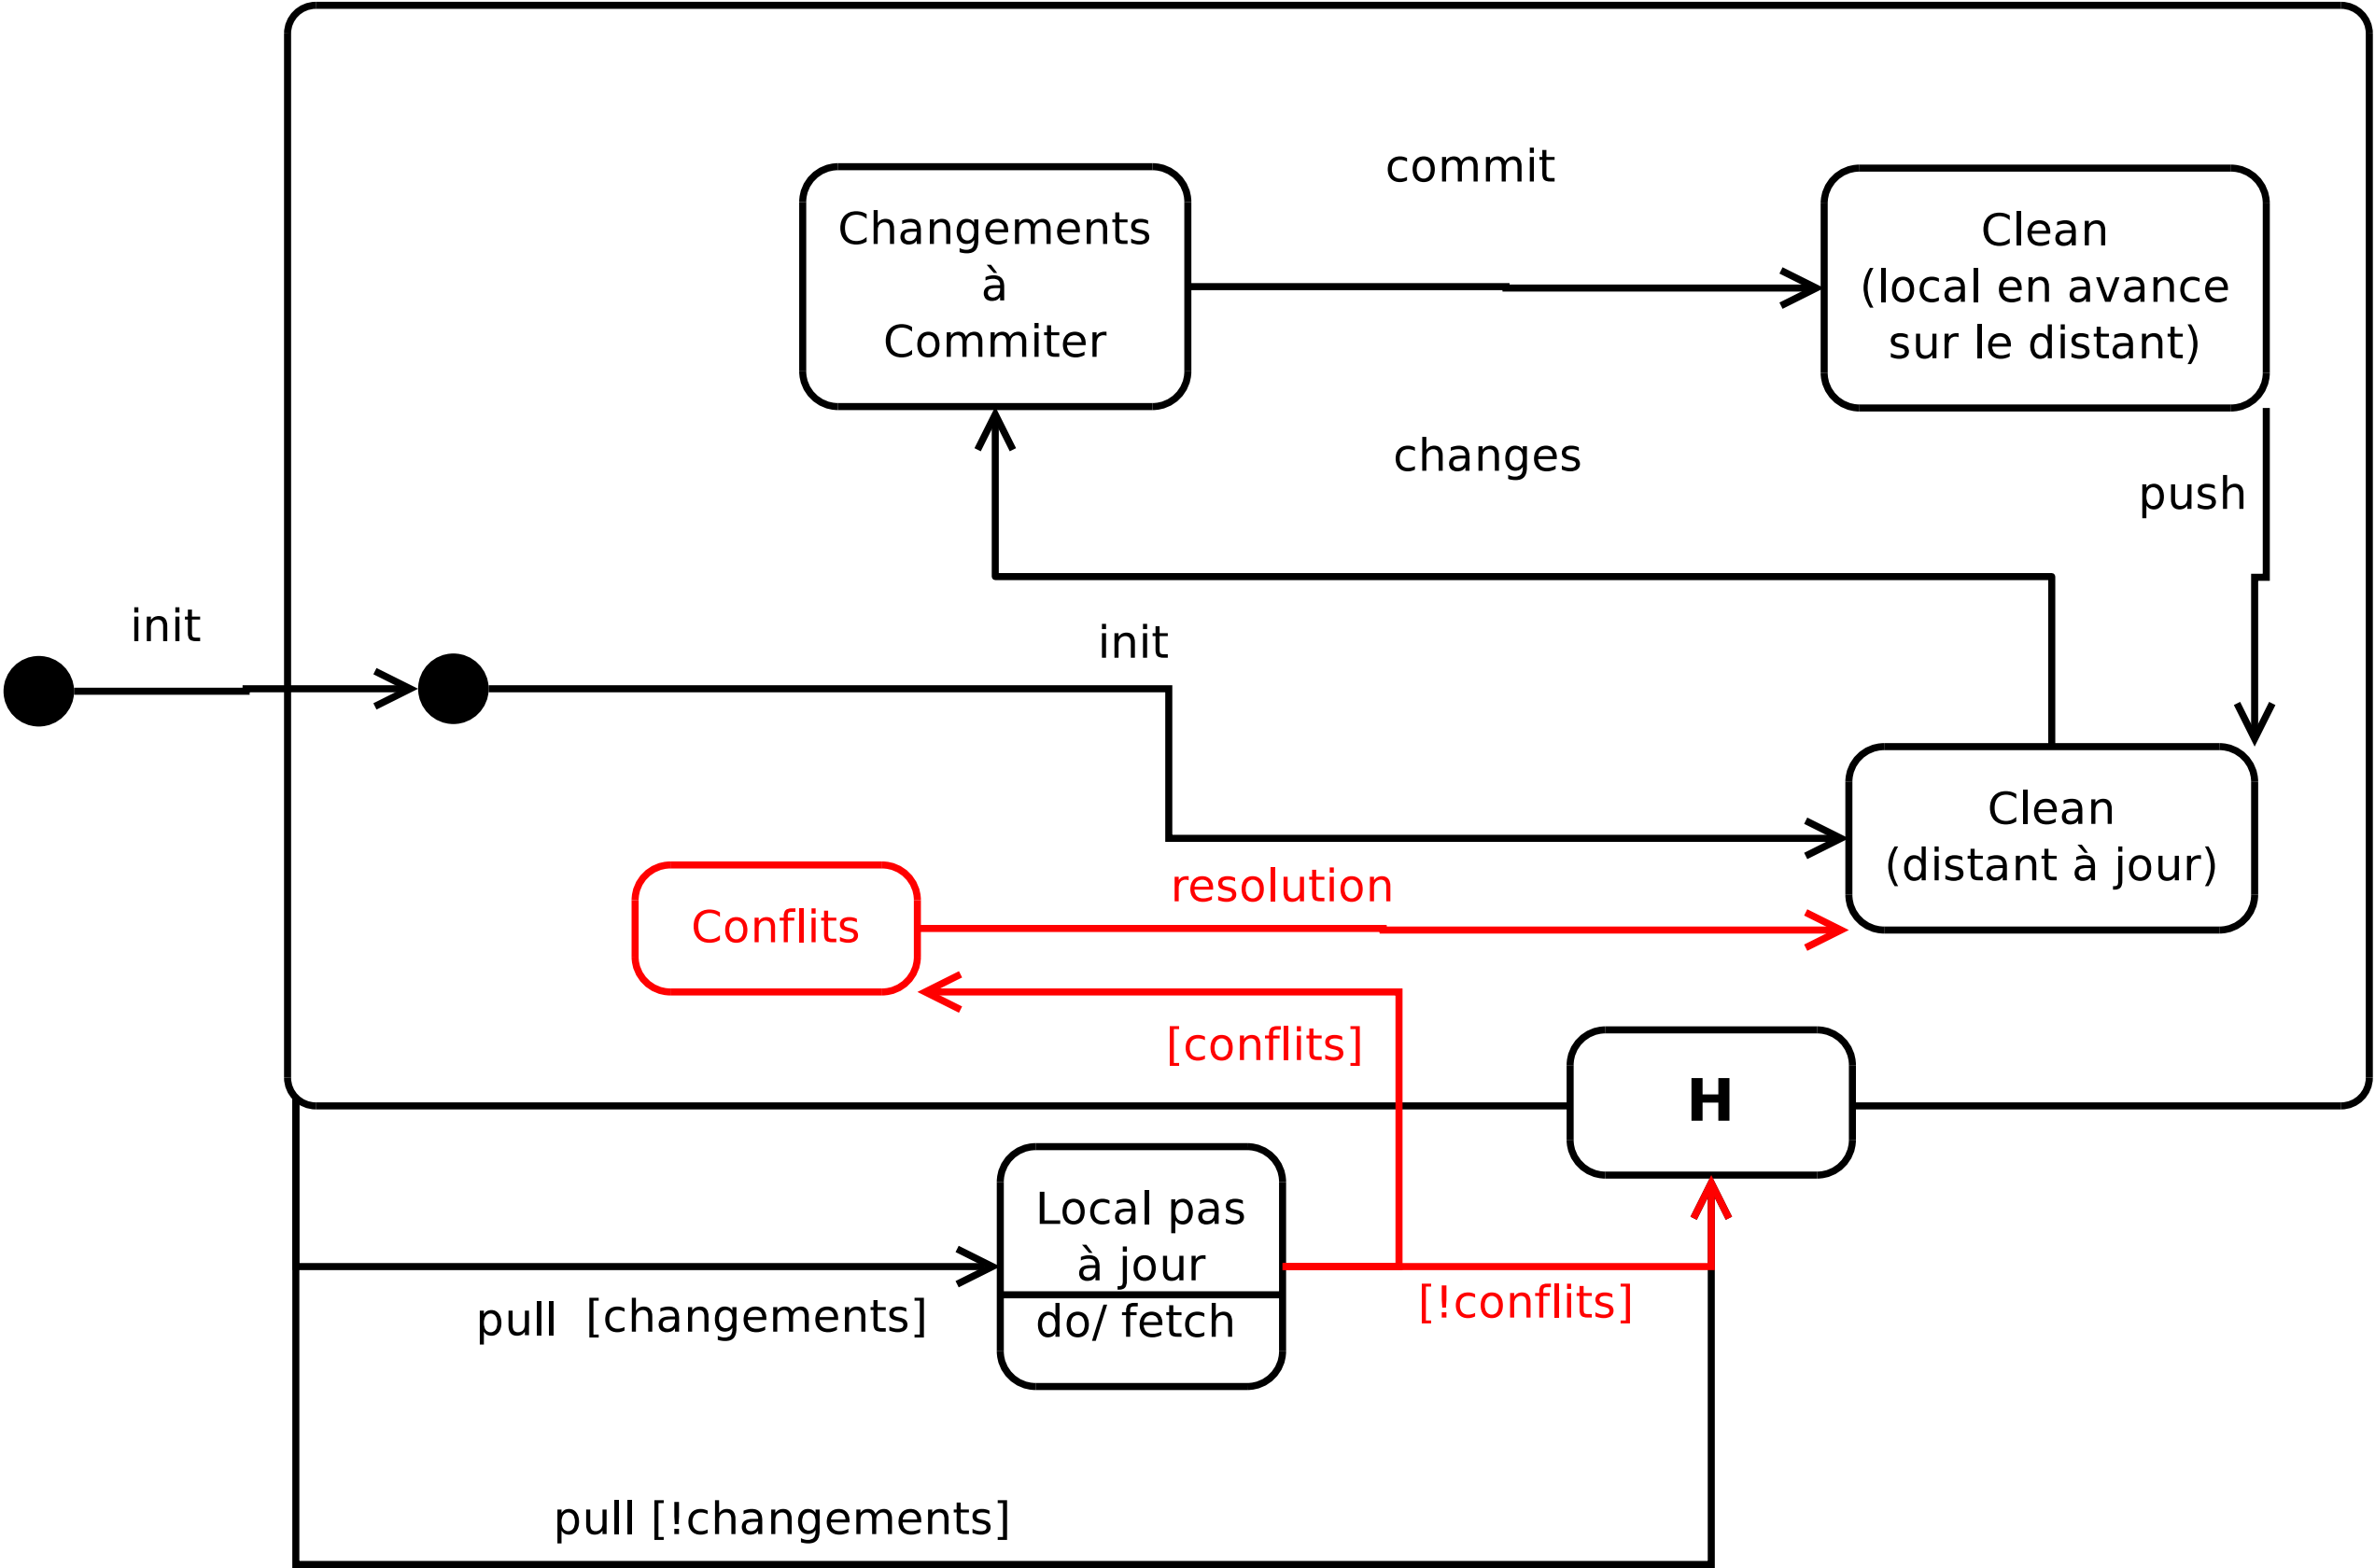 commit
Changements
à
Commiter
Clean
(local en avance
sur le distant)
changes
push
init
init
Clean
(distant à jour)
resolution
Conflits
[conflits]
H
Local pas
à jour
do/ fetch
pull [changements]
[!conflits]
pull [!changements]